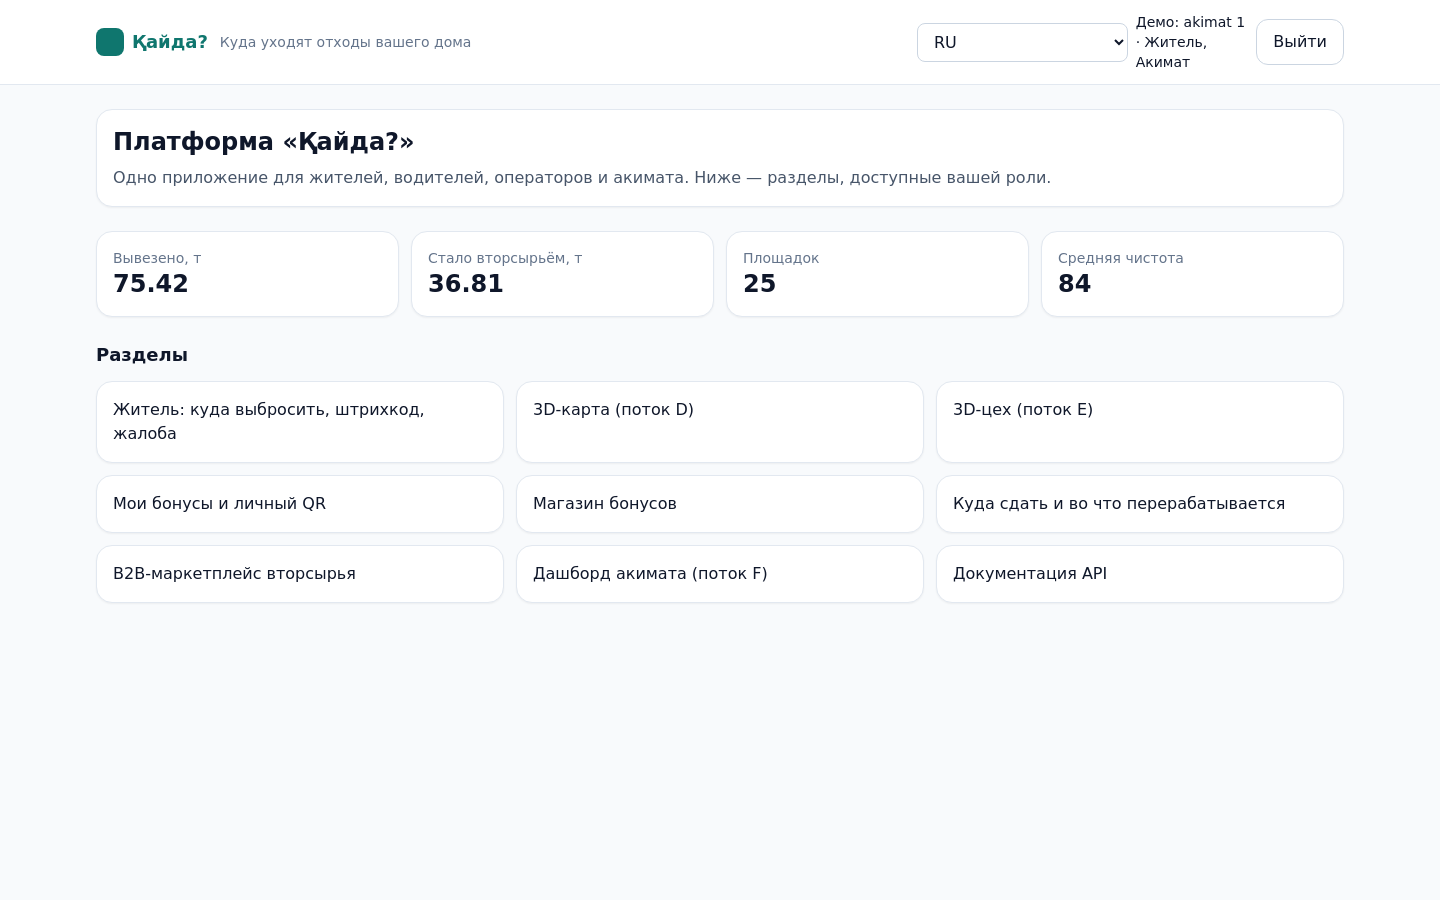 Қайда?
Куда уходят отходы вашего дома
RU
Демо: akimat 1
· Житель,
Акимат
Выйти
Платформа «Қайда?»
Одно приложение для жителей, водителей, операторов и акимата. Ниже — разделы, доступные вашей роли.
Вывезено, т
75.42
Стало вторсырьём, т
36.81
Площадок
25
Средняя чистота
84
Разделы
Житель: куда выбросить, штрихкод,
жалоба
3D-карта (поток D)
3D-цех (поток E)
Мои бонусы и личный QR
Магазин бонусов
Куда сдать и во что перерабатывается
B2B-маркетплейс вторсырья
Дашборд акимата (поток F)
Документация API